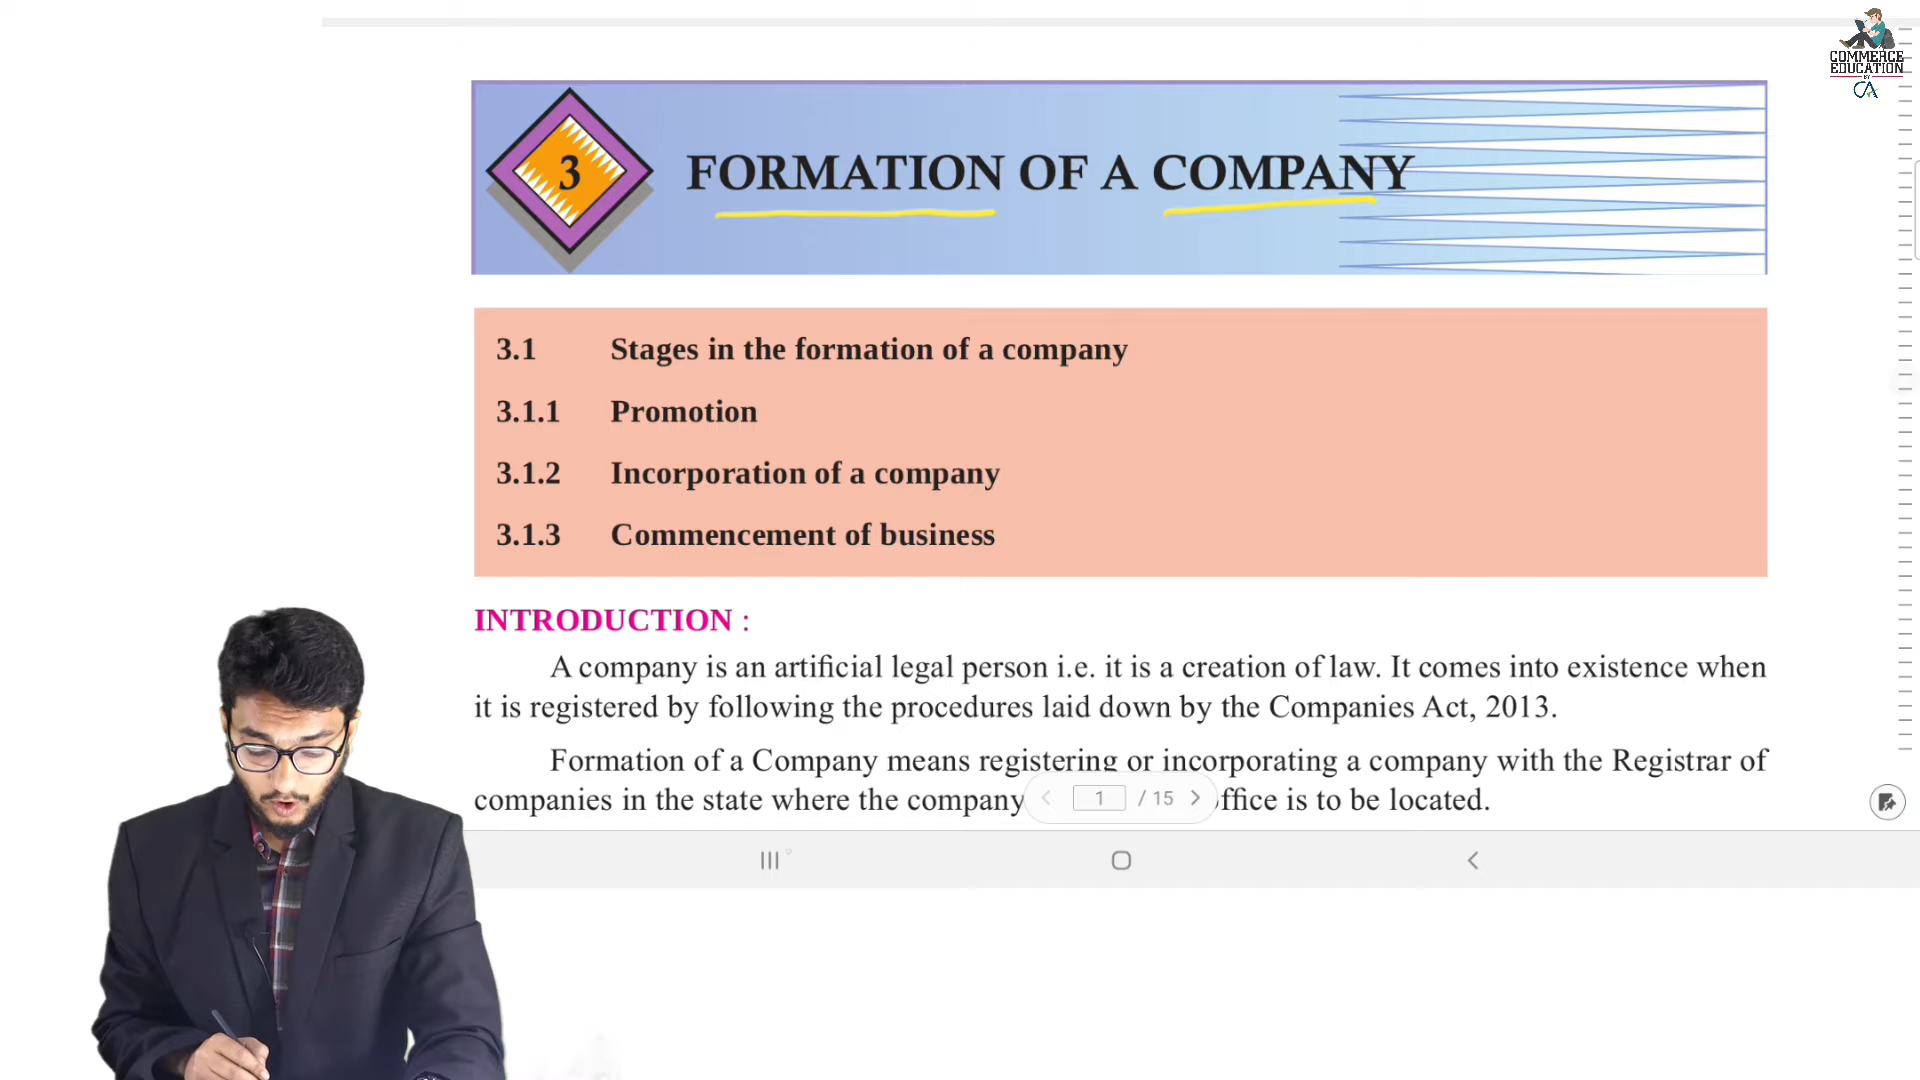 COMMERCE
EDUCATION
BY
CA
3
FORMATION OF A COMPANY
3.1 Stages in the formation of a company
3.1.1 Promotion
3.1.2 Incorporation of a company
3.1.3 Commencement of business
INTRODUCTION :
A company is an artificial legal person i.e. it is a creation of law. It comes into existence when
it is registered by following the procedures laid down by the Companies Act, 2013.
Formation of a Company means registering or incorporating a company with the Registrar of
companies in the state where the company office is to be located.
1 / 15